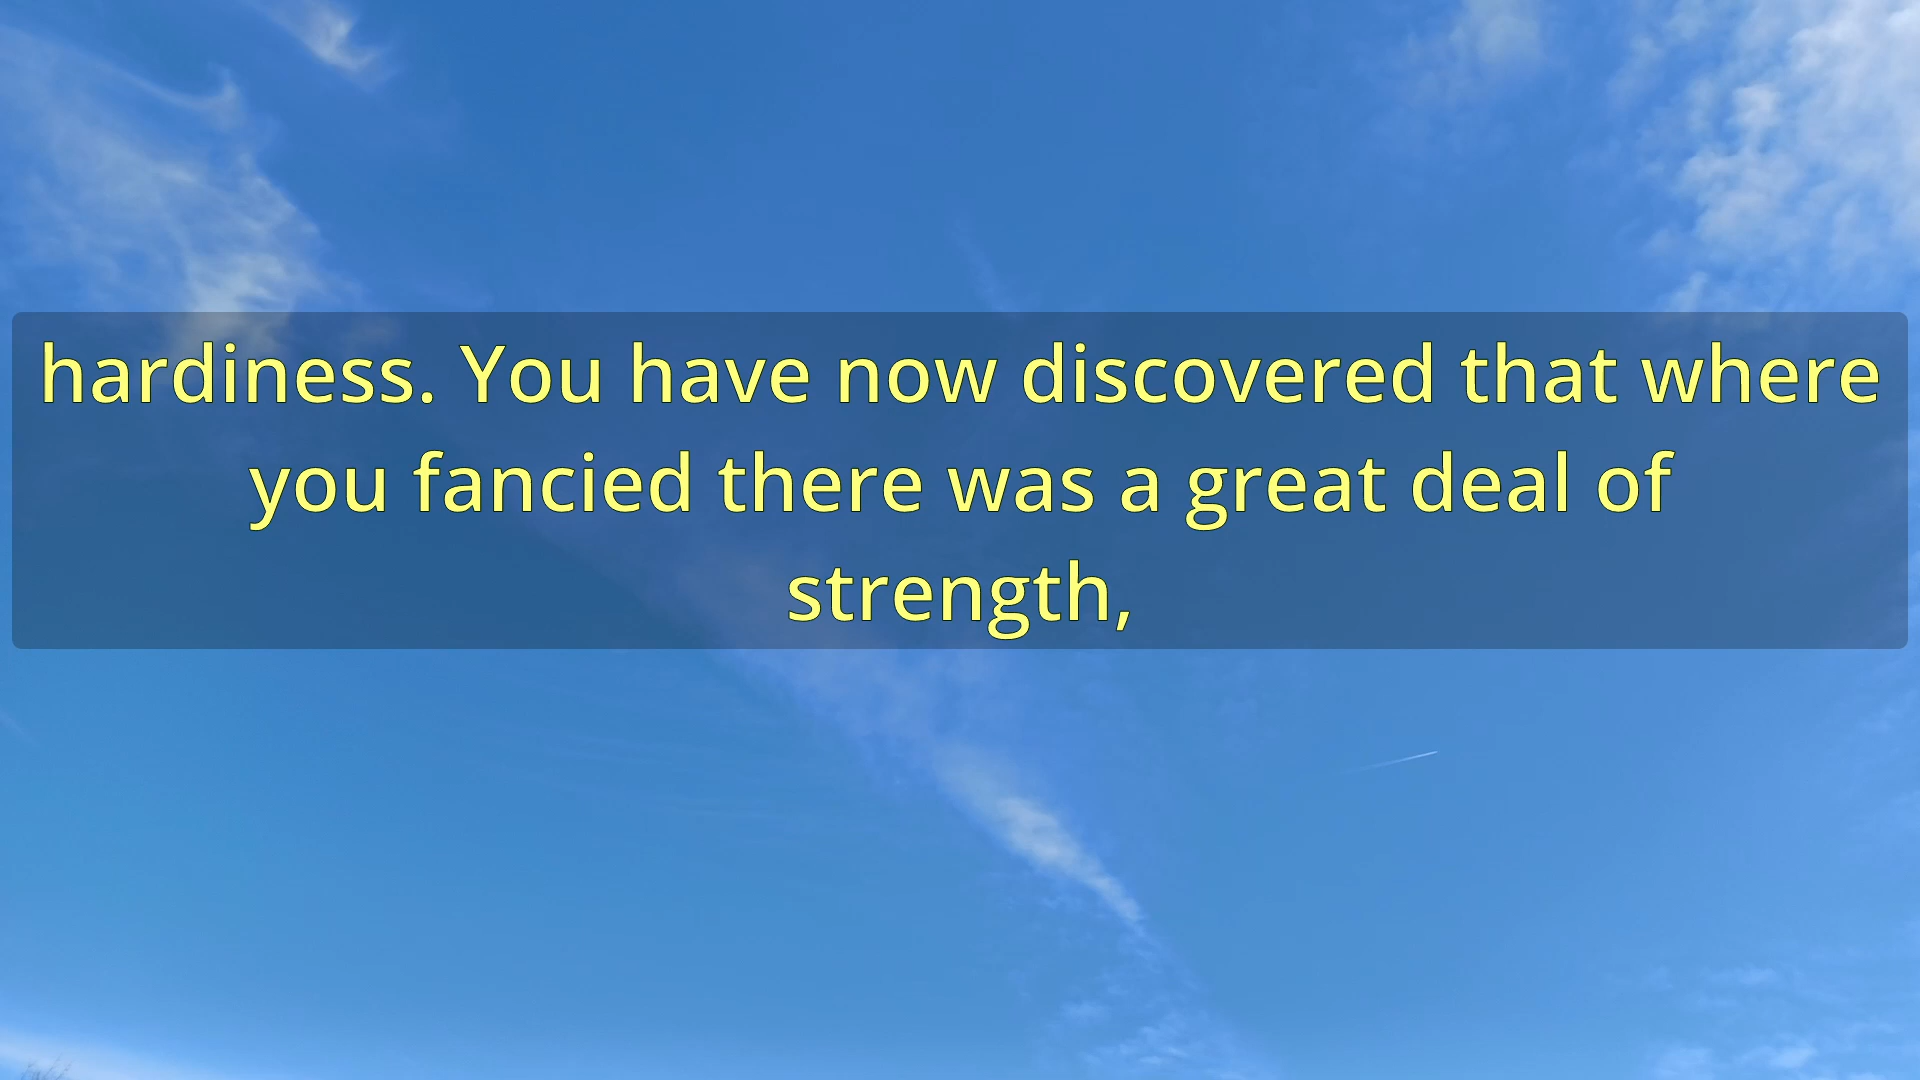 hardiness. You have now discovered that where
you fancied there was a great deal of
strength,